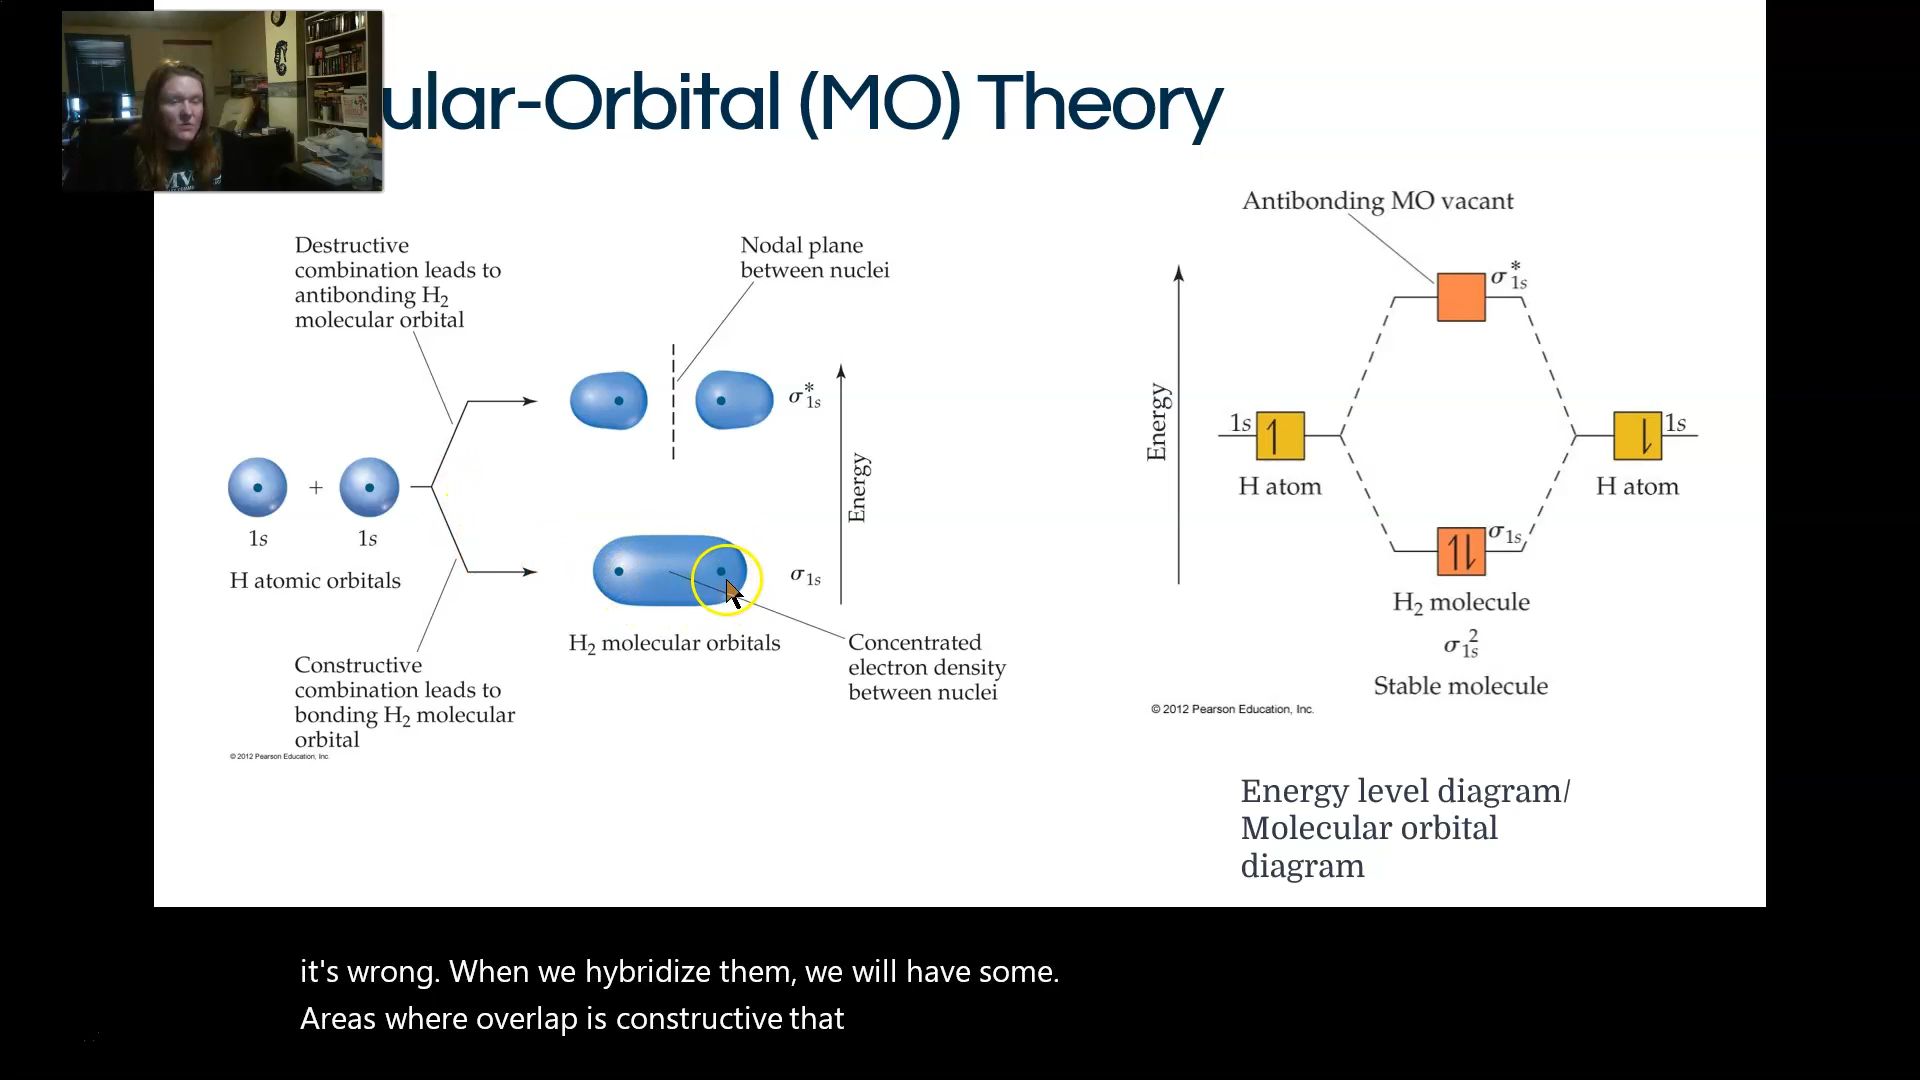 ular-Orbital (MO) Theory
MV
Destructive
combination leads to
antibonding H₂
molecular orbital
Nodal plane
between nuclei
σ*1s
Energy
+
1s
1s
H atomic orbitals
σ1s
H₂ molecular orbitals
Concentrated
electron density
between nuclei
Constructive
combination leads to
bonding H₂ molecular
orbital
© 2012 Pearson Education, Inc.
Antibonding MO vacant
σ*1s
Energy
1s
1s
H atom
H atom
σ1s
H₂ molecule
σ²1s
Stable molecule
© 2012 Pearson Education, Inc.
Energy level diagram/
Molecular orbital
diagram
it's wrong. When we hybridize them, we will have some.
Areas where overlap is constructive that